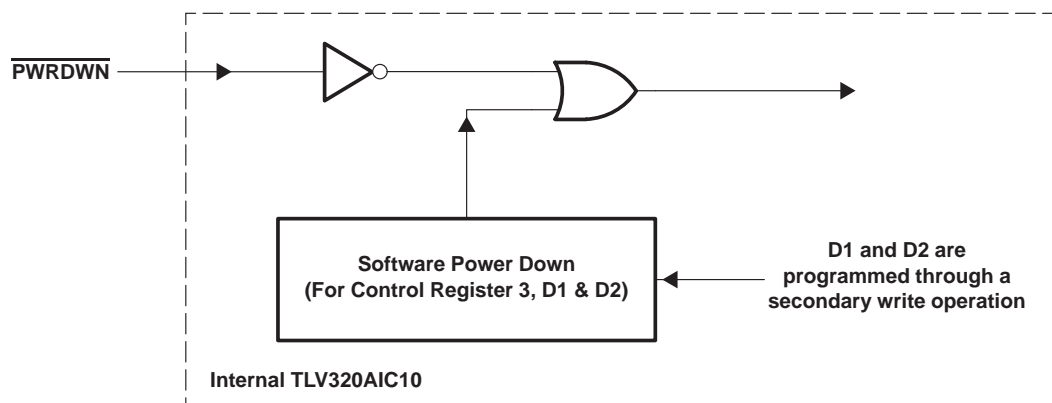 PWRDWN
Software Power Down
(For Control Register 3, D1 & D2)
D1 and D2 are
programmed through a
secondary write operation
Internal TLV320AIC10